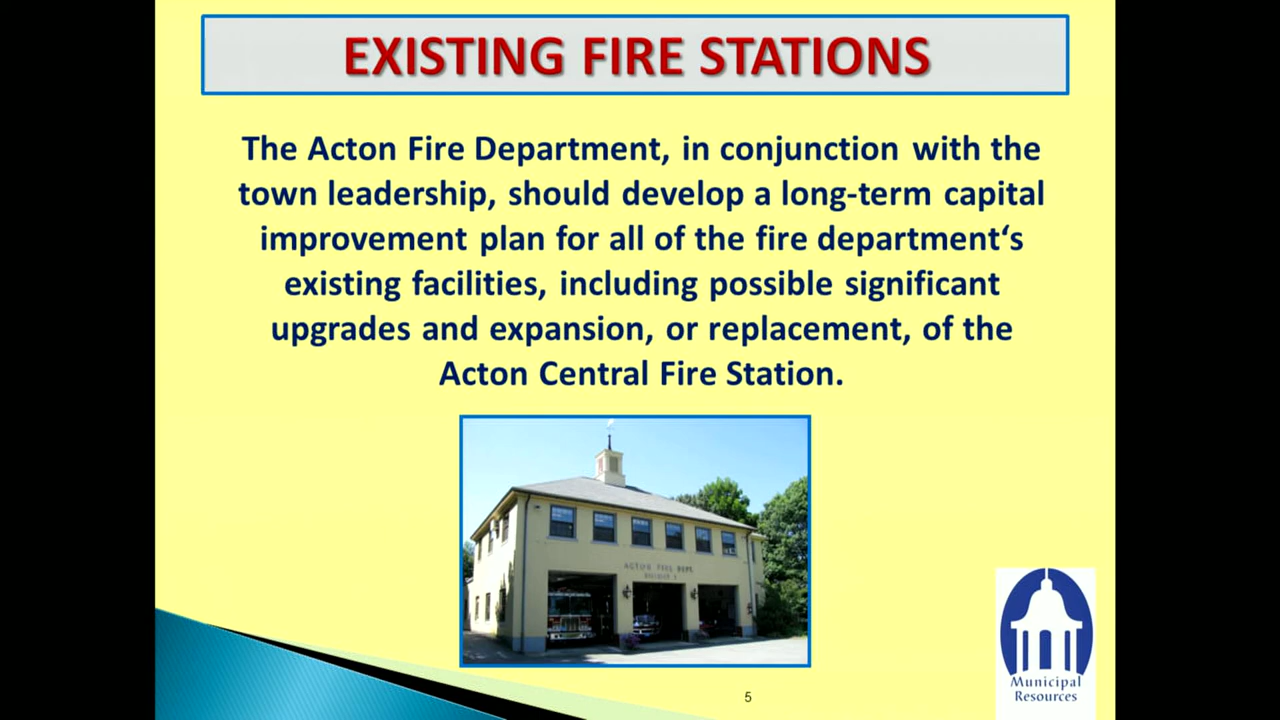 EXISTING FIRE STATIONS
The Acton Fire Department, in conjunction with the
town leadership, should develop a long-term capital
improvement plan for all of the fire department‘s
existing facilities, including possible significant
upgrades and expansion, or replacement, of the
Acton Central Fire Station.
ACTON FIRE DEPT.
Municipal
Resources
5